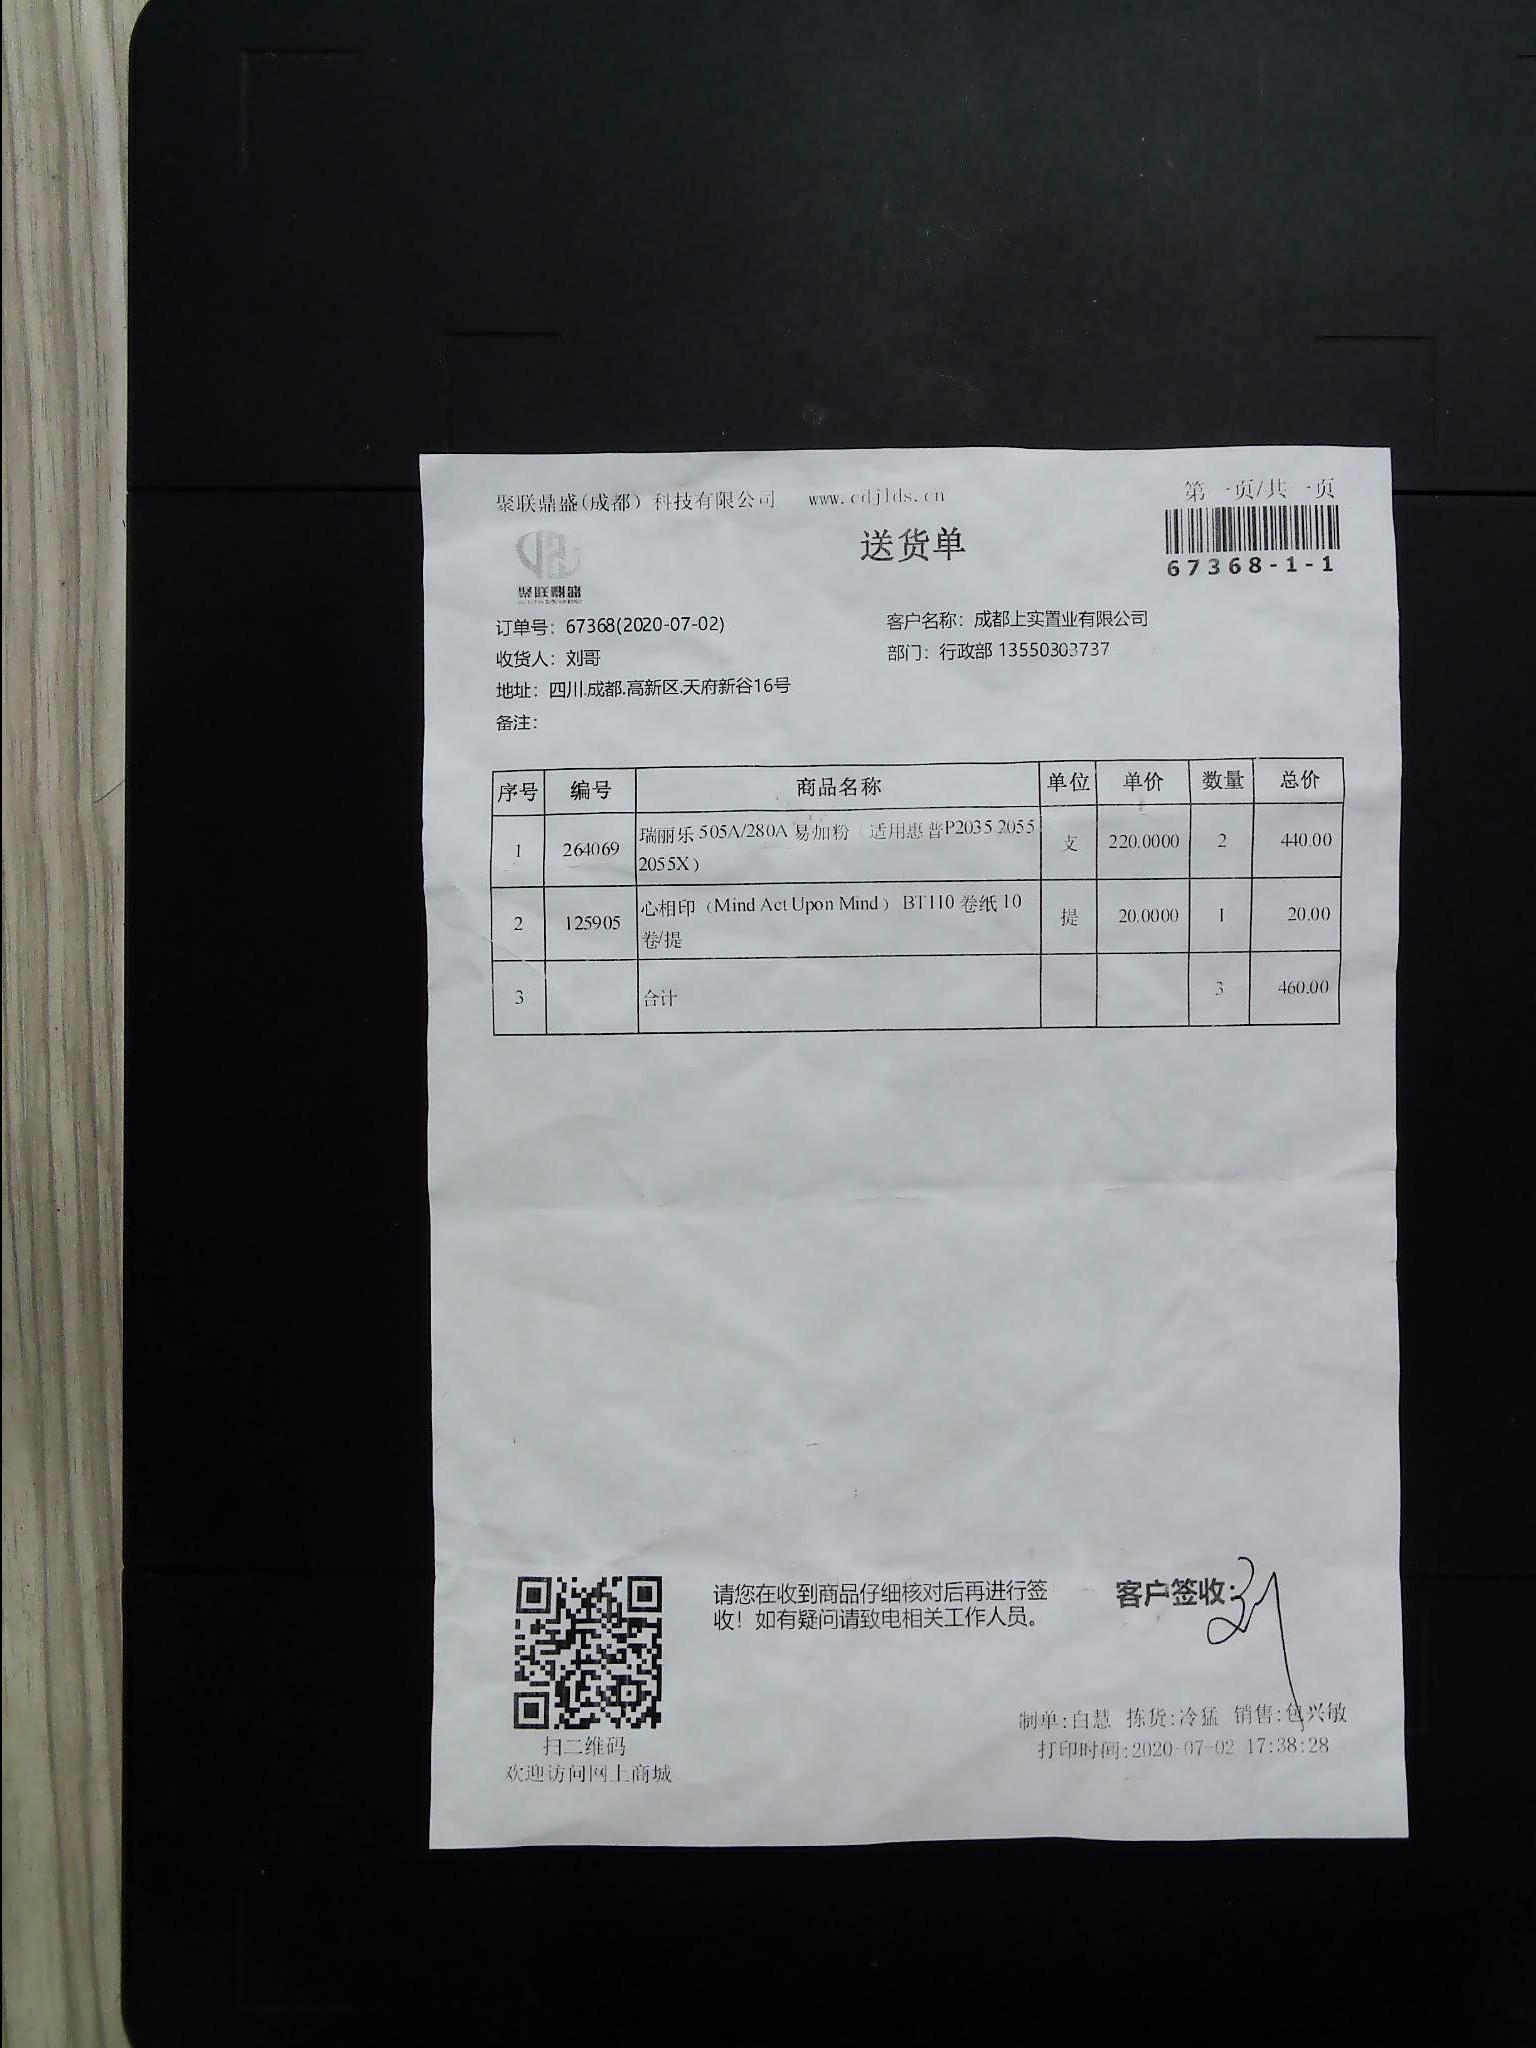 聚联鼎盛(成都)科技有限公司 www.cdjlds.cn
第一页/共一页
送货单
67368-1-1
订单号：67368(2020-07-02)
客户名称：成都上实置业有限公司
收货人：刘哥
部门：行政部 13550303737
地址：四川.成都.高新区.天府新谷16号
备注：
序号 编号 商品名称 单位 单价 数量 总价
1 264069 瑞丽乐 505A/280A 易加粉（适用惠普P2035 2055 支 220.0000 2 440.00
2055X）
2 125905 心相印（Mind Act Upon Mind）BT110 卷纸 10 提 20.0000 1 20.00
卷/提
3 合计 3 460.00
请您在收到商品仔细核对后再进行签
收！如有疑问请致电相关工作人员。
客户签收：
制单:白慧 拣货:冷猛 销售:包兴敏
打印时间:2020-07-02 17:38:28
扫二维码
欢迎访问网上商城